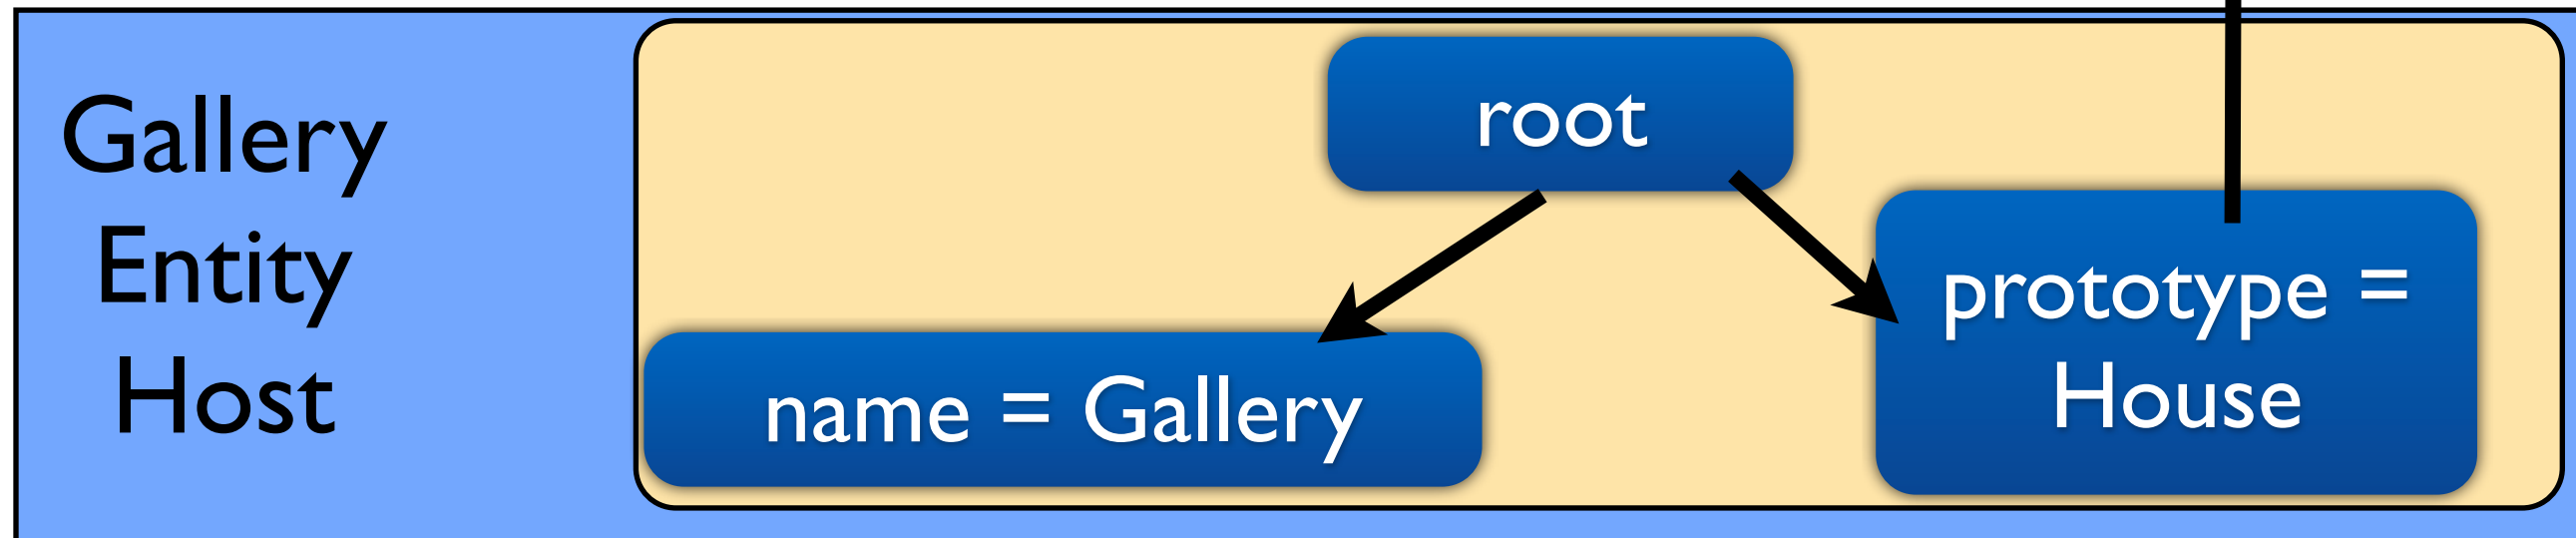 Gallery
Entity
Host
root
name = Gallery
prototype =
House